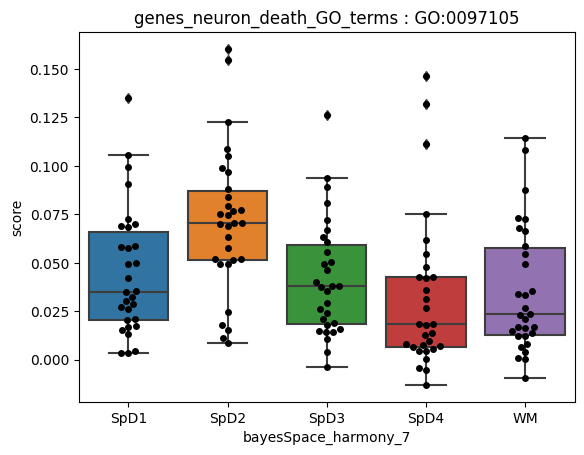 genes_neuron_death_GO_terms : GO:0097105
score
0.150
0.125
0.100
0.075
0.050
0.025
0.000
SpD1 SpD2 SpD3 SpD4 WM
bayesSpace_harmony_7